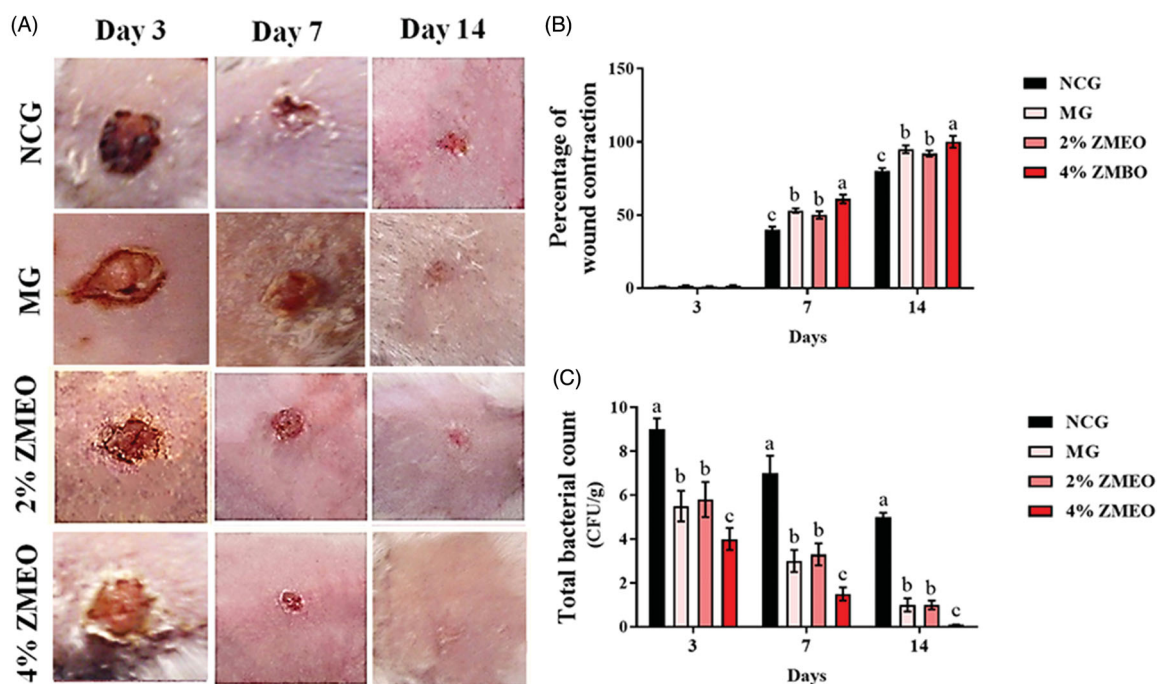 (A)
Day 3 Day 7 Day 14
NCG
MG
2% ZMEO
4% ZMEO
(B)
Percentage of
wound contraction
150
100
50
0
c b b a
c b b a
3 7 14
Days
NCG
MG
2% ZMEO
4% ZMBO
(C)
Total bacterial count
(CFU/g)
10
8
6
4
2
0
a b b c
a b b c
a b b c
3 7 14
Days
NCG
MG
2% ZMEO
4% ZMEO